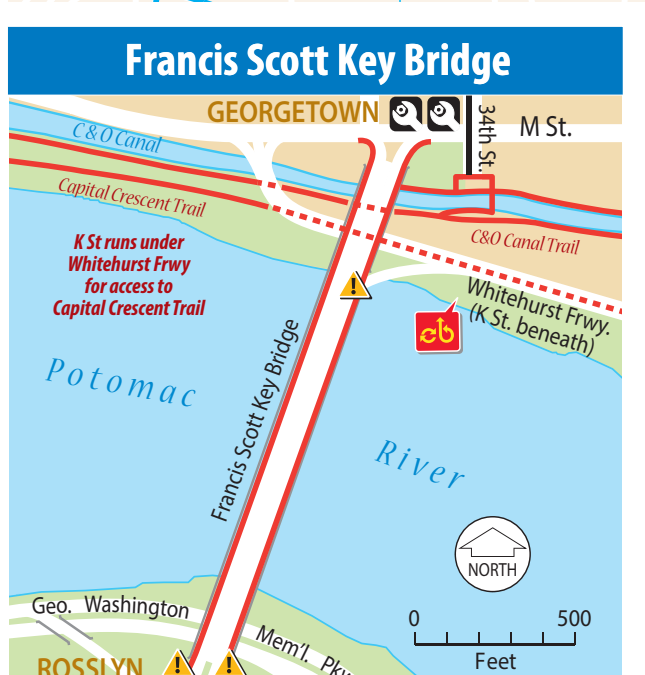 Francis Scott Key Bridge
GEORGETOWN
34th St.
M St.
C&O Canal
Capital Crescent Trail
C&O Canal Trail
K St runs under
Whitehurst Frwy
for access to
Capital Crescent Trail
Whitehurst Frwy.
(K St. beneath)
!
cb
Francis Scott Key Bridge
Potomac
River
NORTH
0 500
Feet
Geo. Washington
Mem'l. Pkw
ROSSLYN
!
!